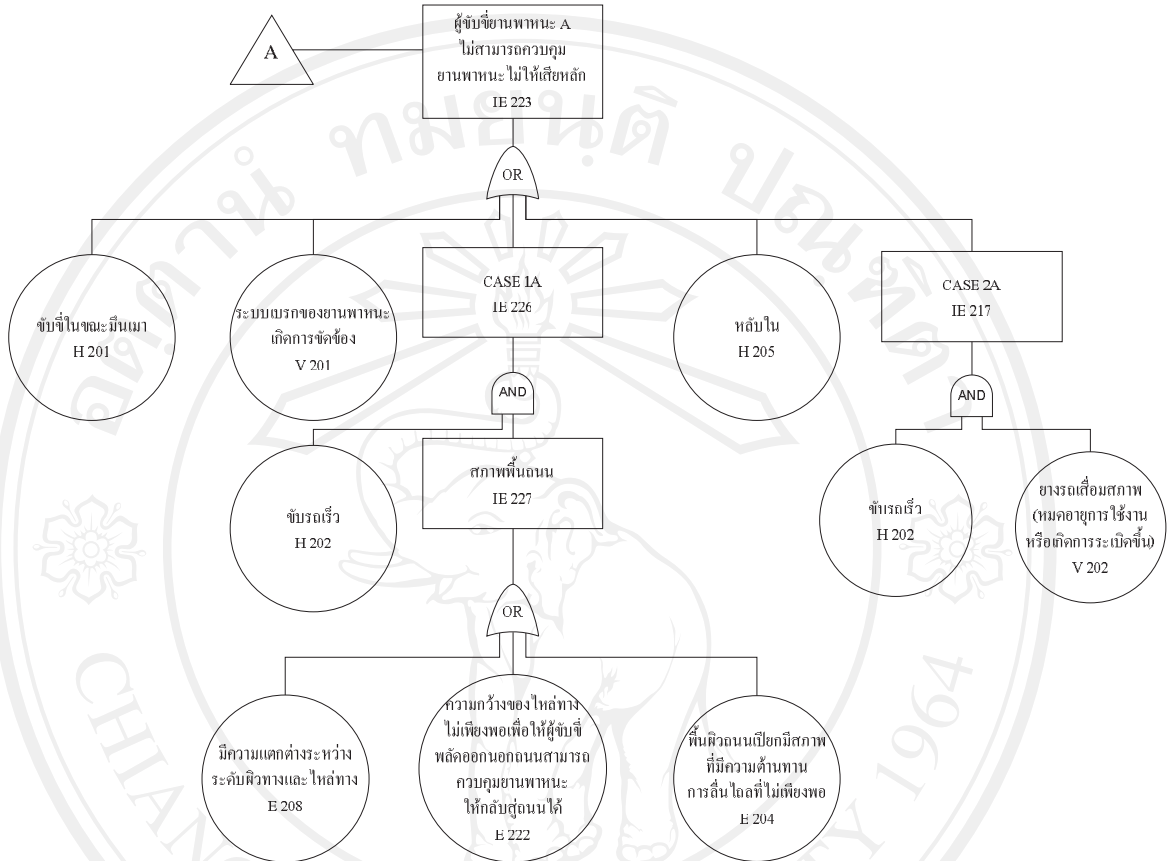 A
ผู้ขับขี่ยานพาหนะ A
ไม่สามารถควบคุม
ยานพาหนะไม่ให้เสียหลัก
IE 223
OR
ขับขี่ในขณะมึนเมา
H 201
ระบบเบรกของยานพาหนะ
เกิดการขัดข้อง
V 201
CASE 1A
IE 226
หลับใน
H 205
CASE 2A
IE 217
AND
AND
ขับรถเร็ว
H 202
สภาพพื้นถนน
IE 227
ขับรถเร็ว
H 202
ยางรถเสื่อมสภาพ
(หมดอายุการใช้งาน
หรือเกิดการระเบิดขึ้น)
V 202
OR
มีความแตกต่างระหว่าง
ระดับผิวทางและไหล่ทาง
E 208
ความกว้างของไหล่ทาง
ไม่เพียงพอเพื่อให้ผู้ขับขี่
พลัดออกนอกถนนสามารถ
ควบคุมยานพาหนะ
ให้กลับสู่ถนนได้
E 222
พื้นผิวถนนเปียกมีสภาพ
ที่มีความต้านทาน
การลื่นไถลที่ไม่เพียงพอ
E 204
1964